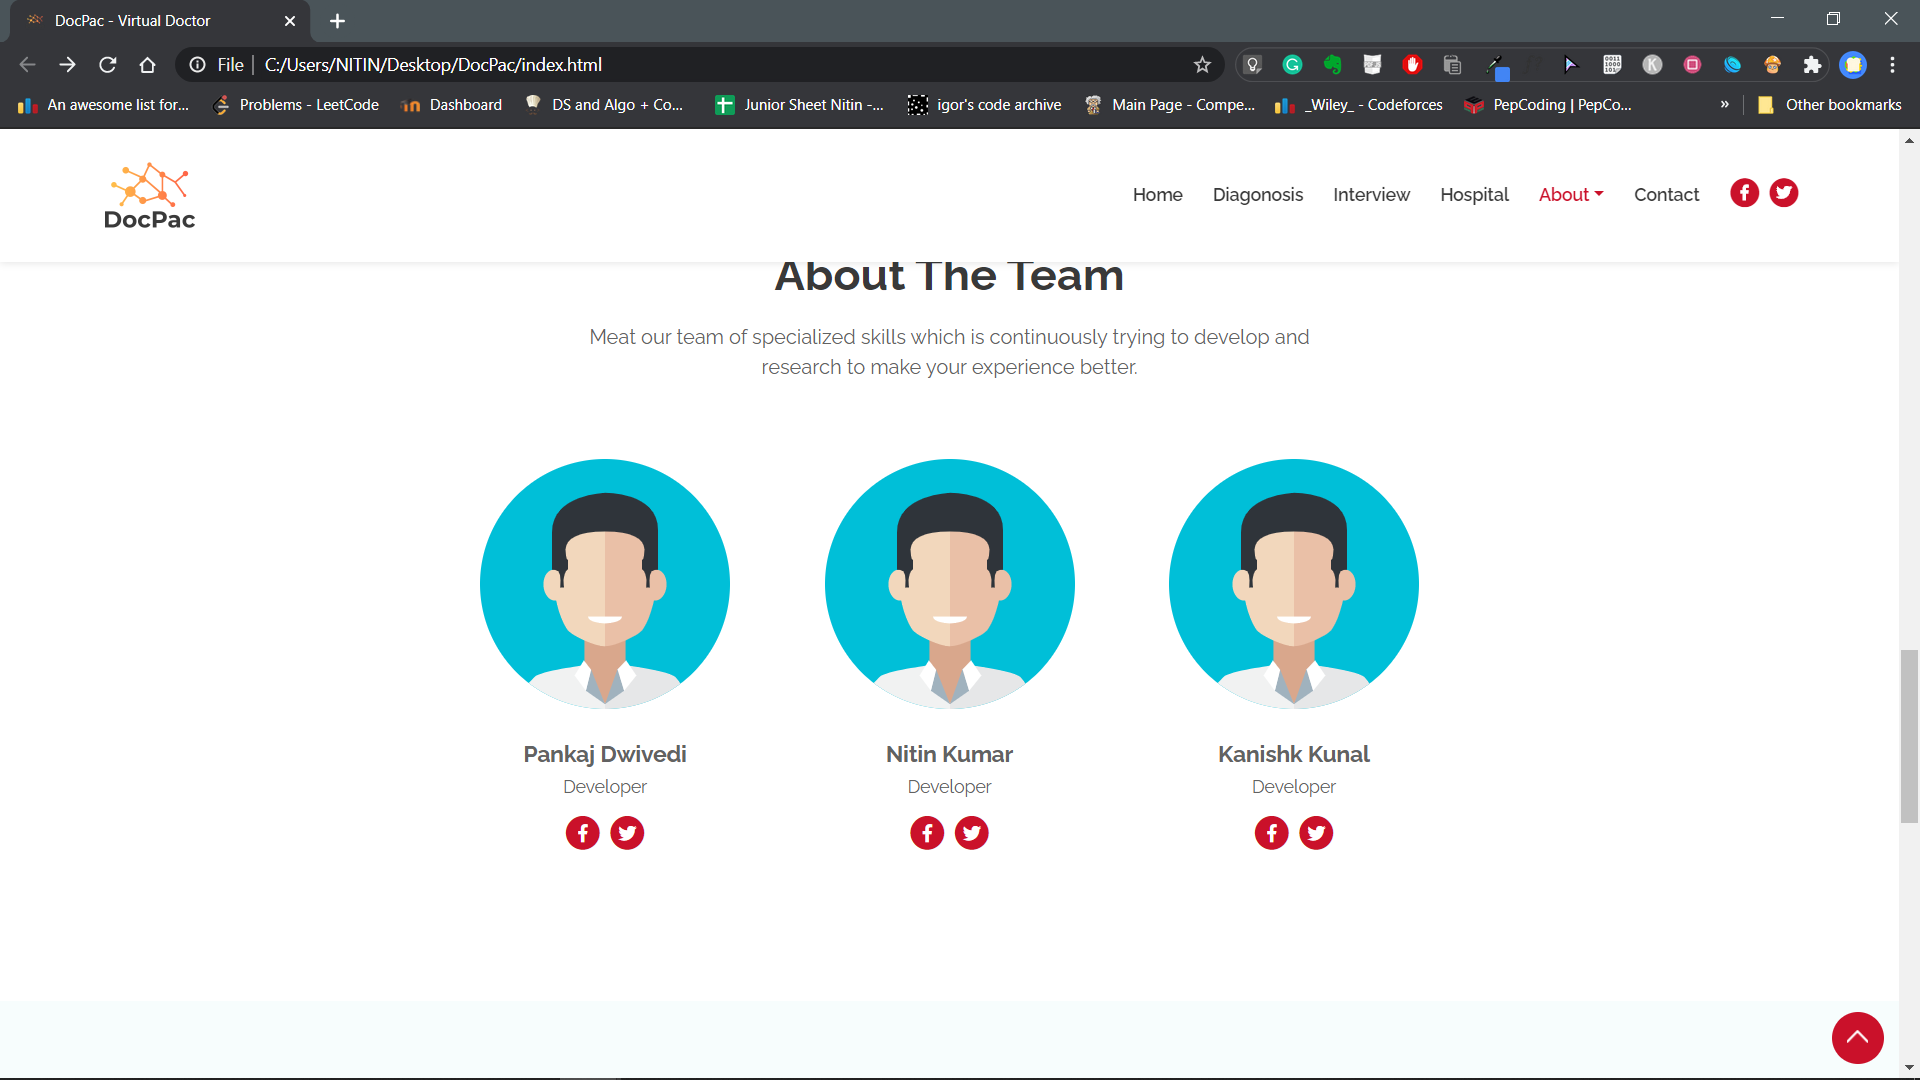 DocPac - Virtual Doctor
File
C:/Users/NITIN/Desktop/DocPac/index.html
An awesome list for...
Problems - LeetCode
Dashboard
DS and Algo + Co...
Junior Sheet Nitin -...
igor's code archive
Main Page - Compe...
_Wiley_ - Codeforces
PepCoding | PepCo...
»
Other bookmarks
DocPac
Home
Diagonosis
Interview
Hospital
About
Contact
About The Team
Meat our team of specialized skills which is continuously trying to develop and
research to make your experience better.
Pankaj Dwivedi
Nitin Kumar
Kanishk Kunal
Developer
Developer
Developer